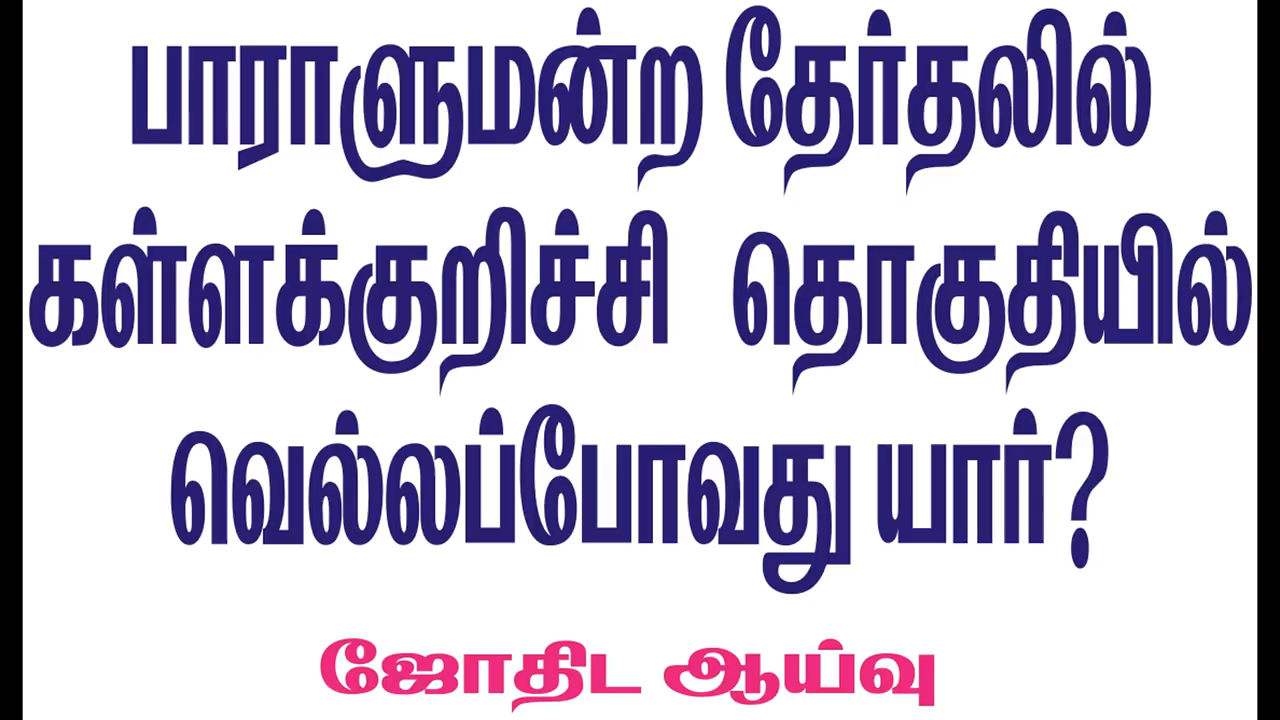 பாராளுமன்ற தேர்தலில்
கள்ளக்குறிச்சி தொகுதியில்
வெல்லப்போவது யார்?
ஜோதிட ஆய்வு